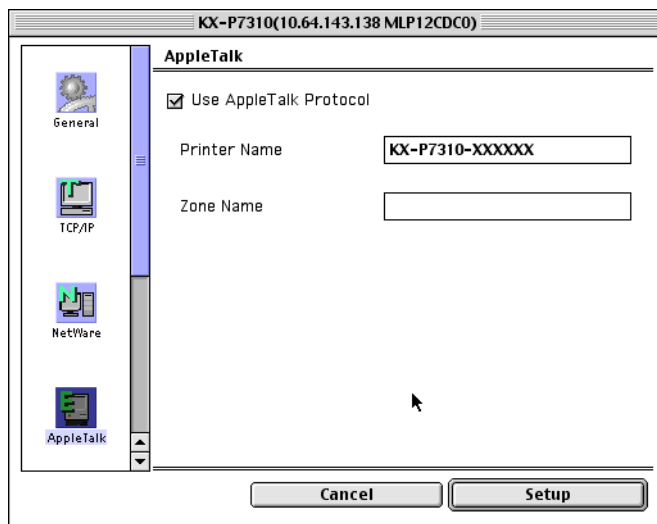 KX-P7310(10.64.143.138 MLP12CDC0)
General
TCP/IP
NetWare
AppleTalk
AppleTalk
Use AppleTalk Protocol
Printer Name KX-P7310-XXXXXX
Zone Name
Cancel Setup